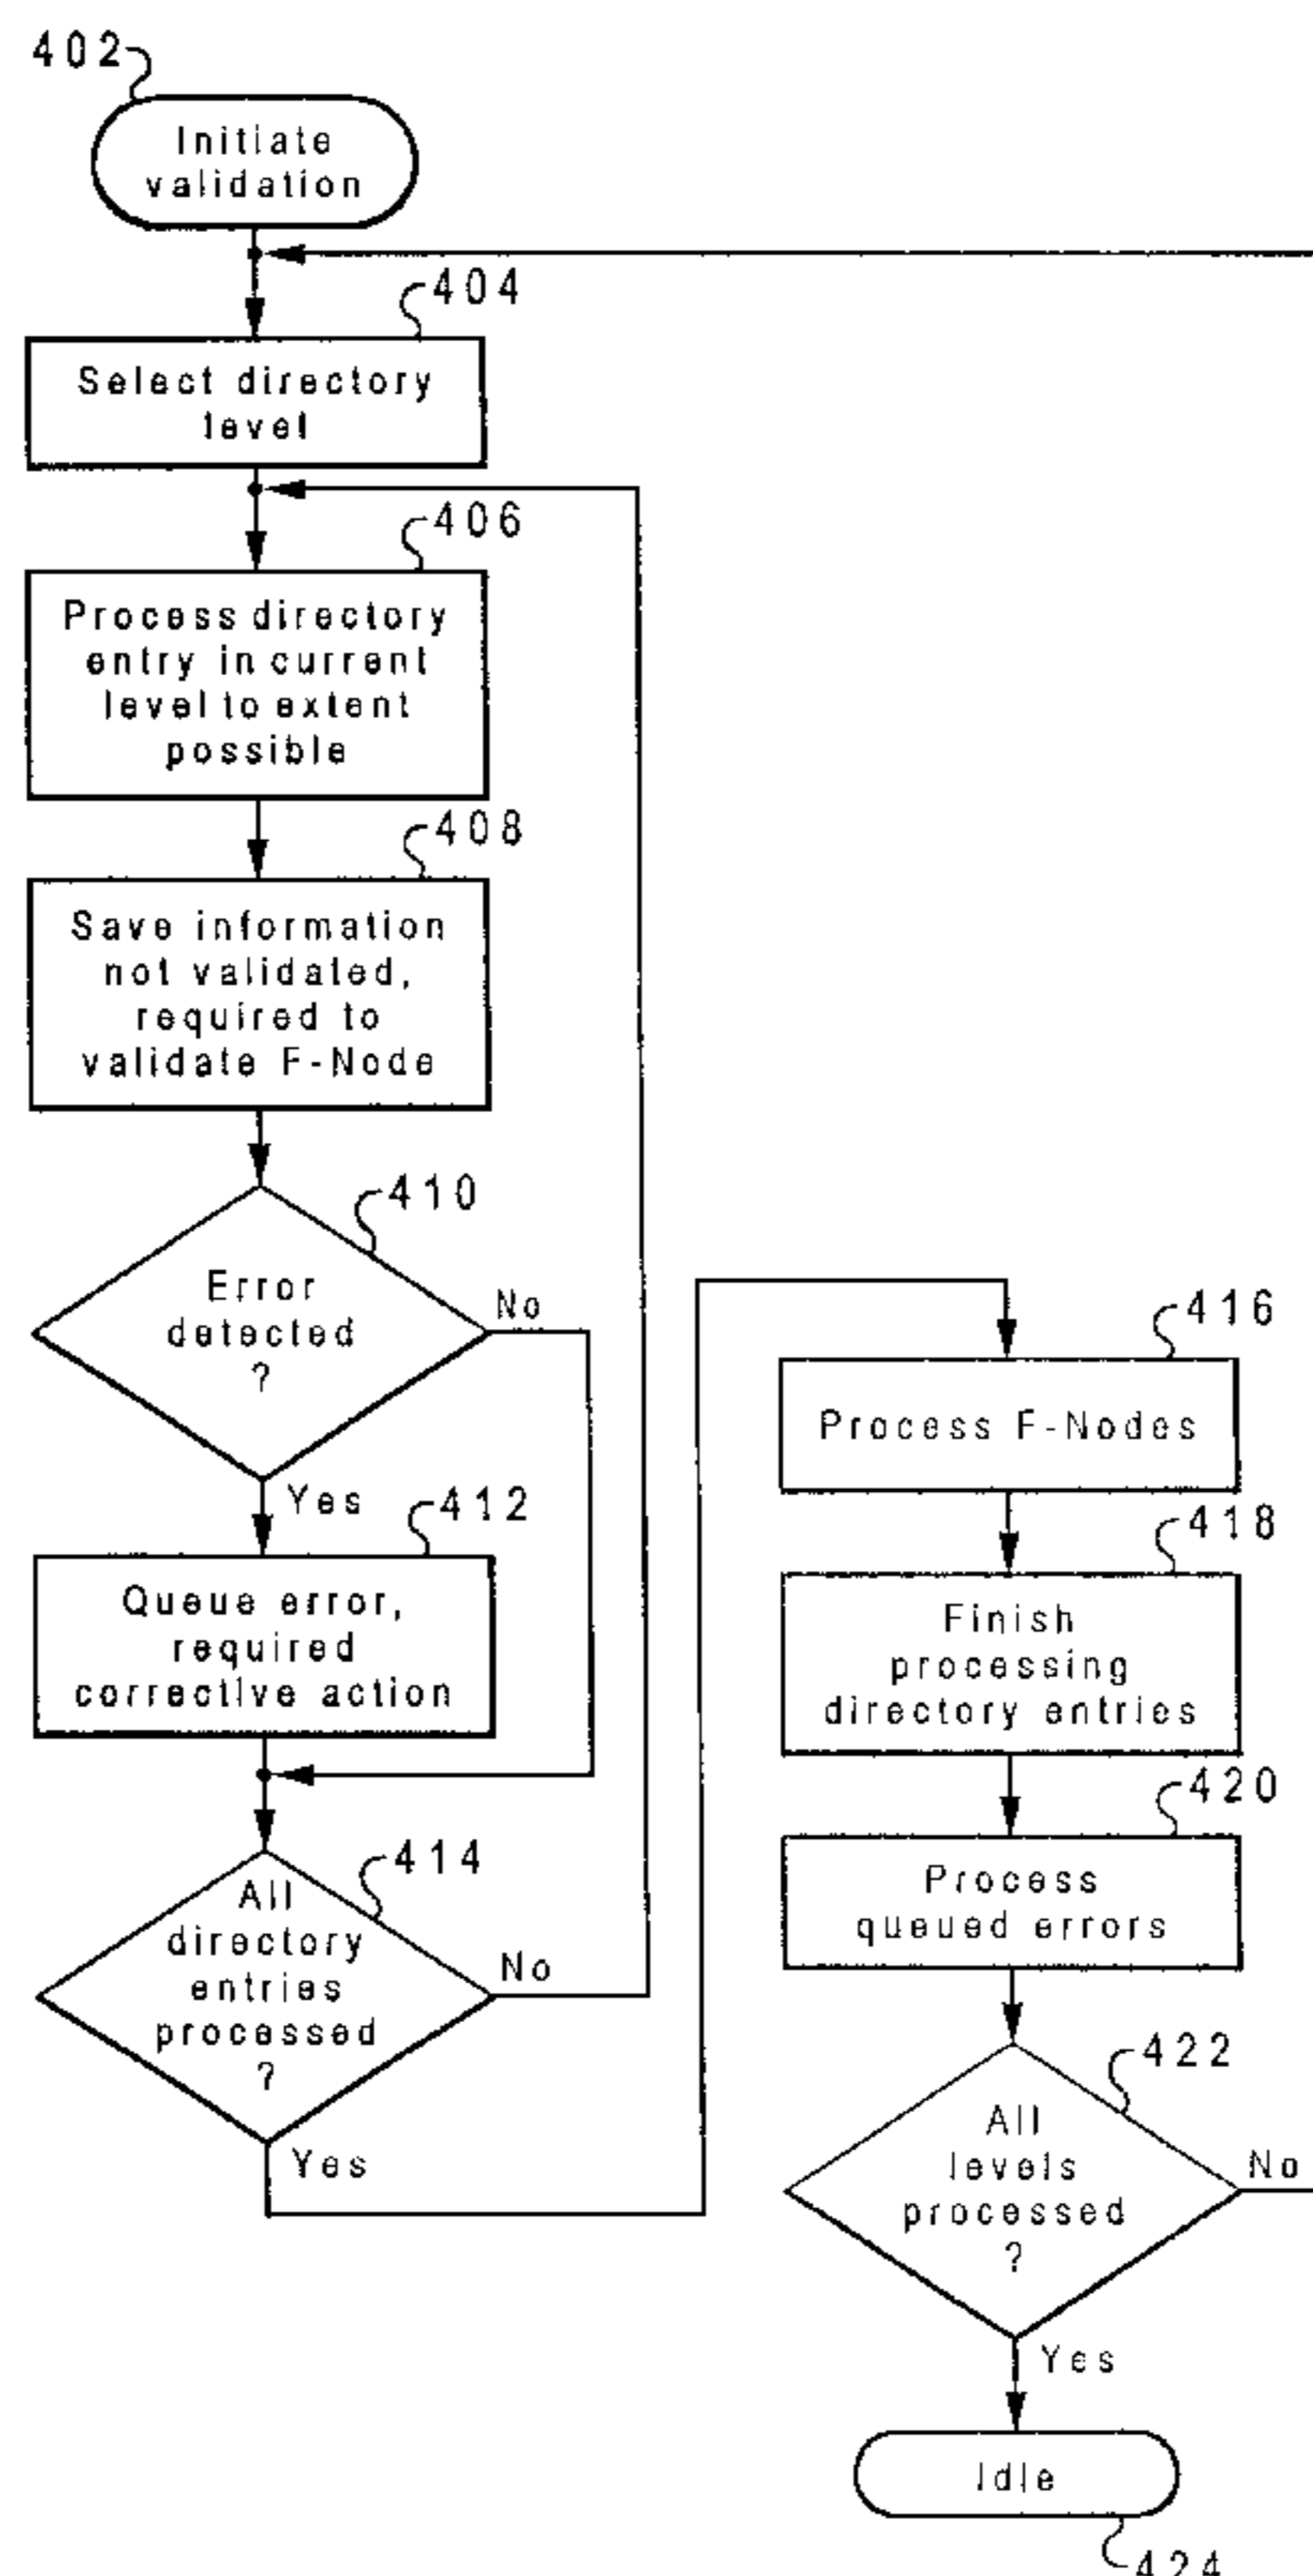 402
Initiate
validation
404
Select directory
level
406
Process directory
entry in current
level to extent
possible
408
Save information
not validated,
required to
validate F-Node
410
Error
detected
?
No
Yes
412
Queue error,
required
corrective action
414
All
directory
entries
processed
?
No
Yes
416
Process F-Nodes
418
Finish
processing
directory entries
420
Process
queued errors
422
All
levels
processed
?
No
Yes
Idle
424